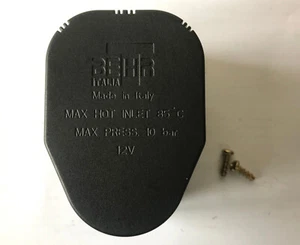 BEHR
ITALIA
Made in Italy
MAX HOT INLET 85°C
MAX PRESS. 10 bar
12V